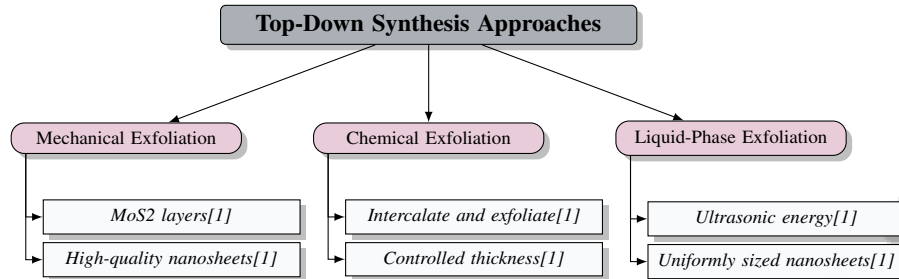 Top-Down Synthesis Approaches
Mechanical Exfoliation
MoS2 layers[1]
High-quality nanosheets[1]
Chemical Exfoliation
Intercalate and exfoliate[1]
Controlled thickness[1]
Liquid-Phase Exfoliation
Ultrasonic energy[1]
Uniformly sized nanosheets[1]